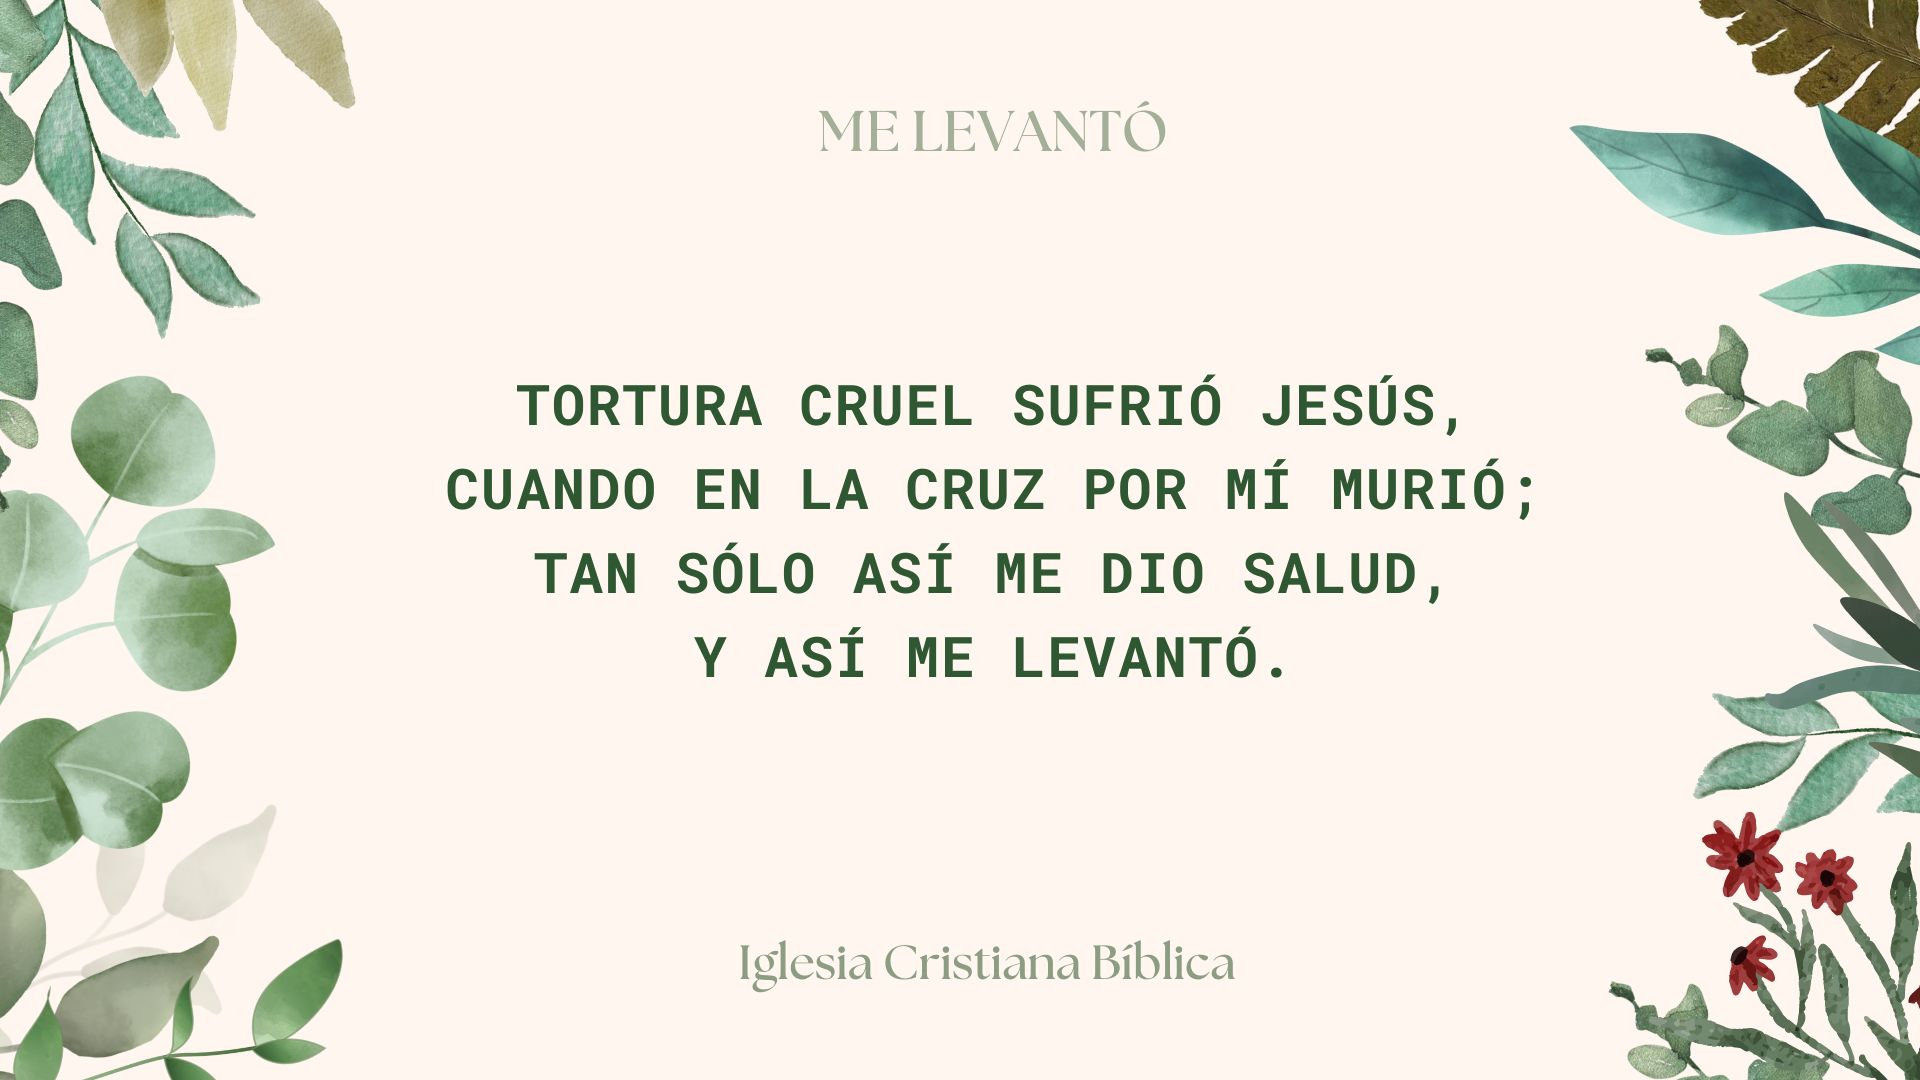 ME LEVANTÓ
TORTURA CRUEL SUFRIÓ JESÚS,
CUANDO EN LA CRUZ POR MÍ MURIÓ;
TAN SÓLO ASÍ ME DIO SALUD,
Y ASÍ ME LEVANTÓ.
Iglesia Cristiana Bíblica